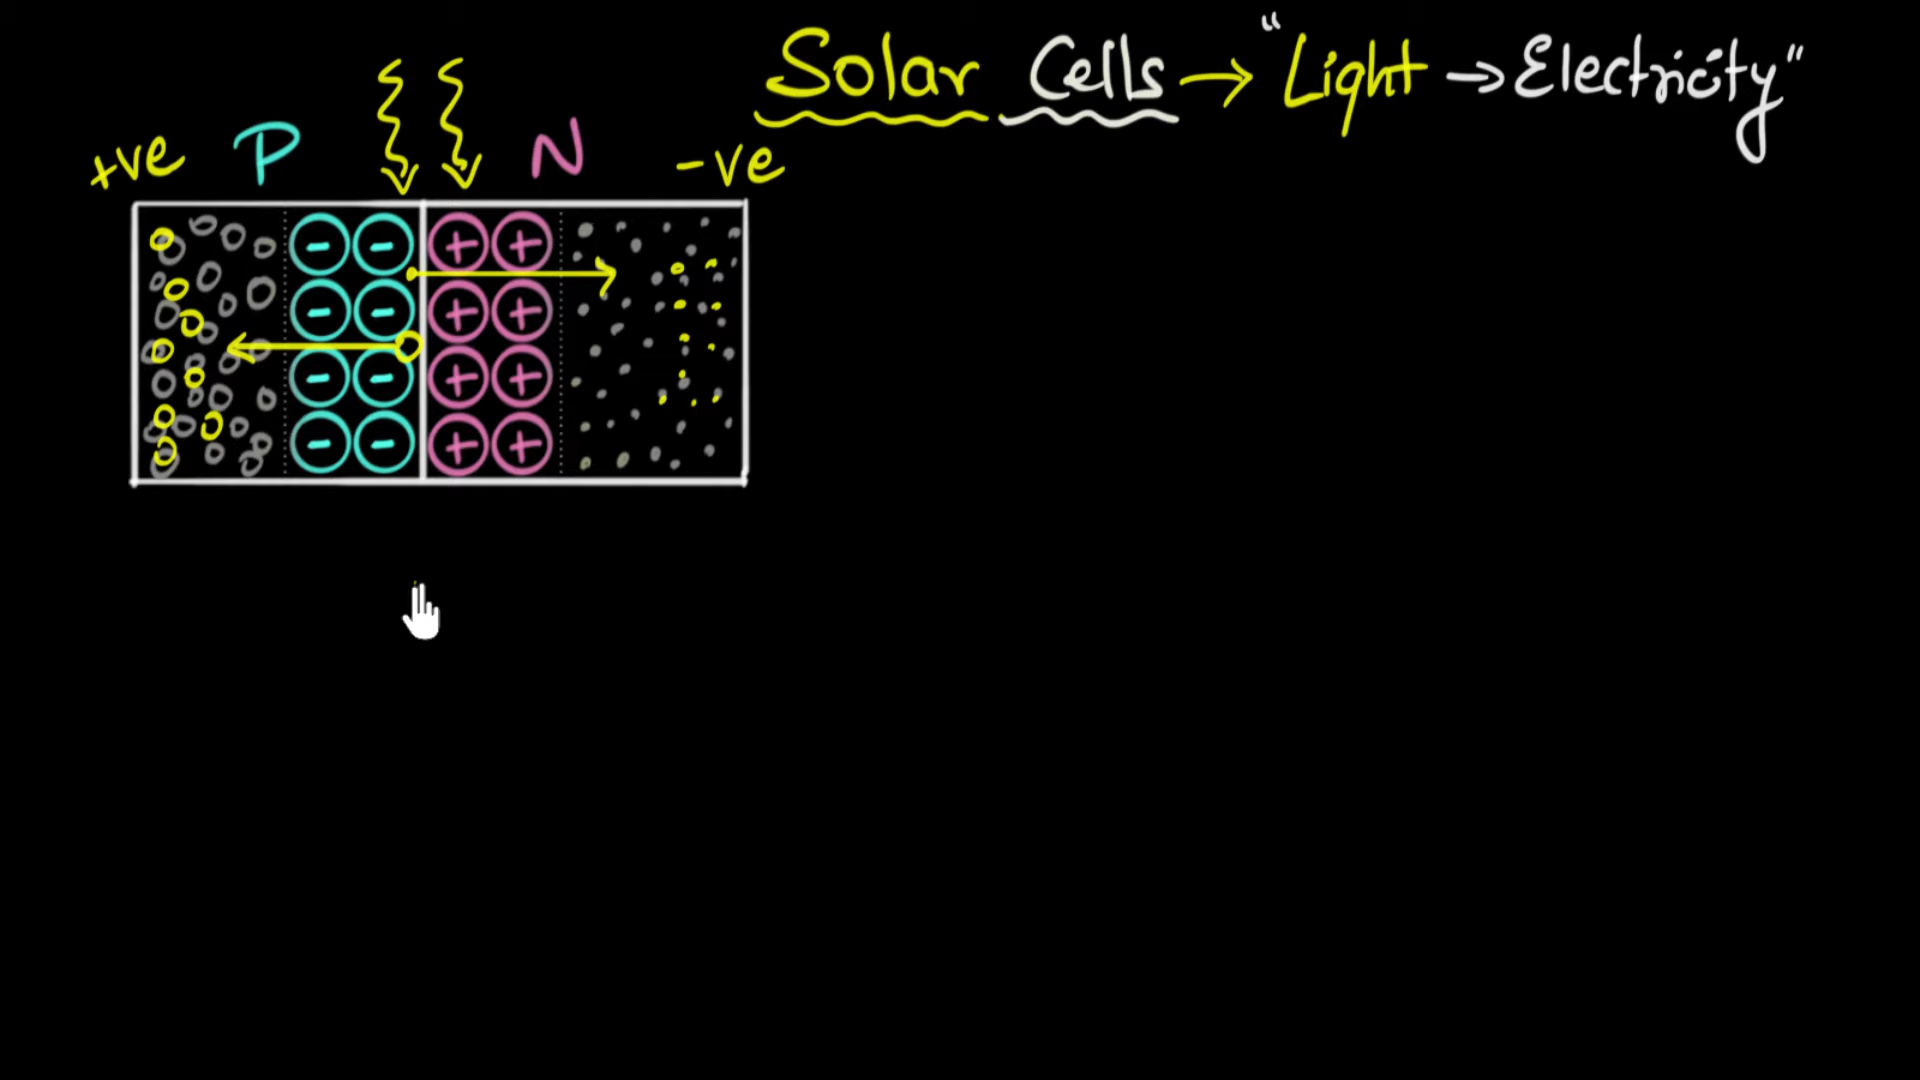 Solar Cells → "Light → Electricity"
+ve P N -ve
- - + +
- - + +
- - + +
- - + +